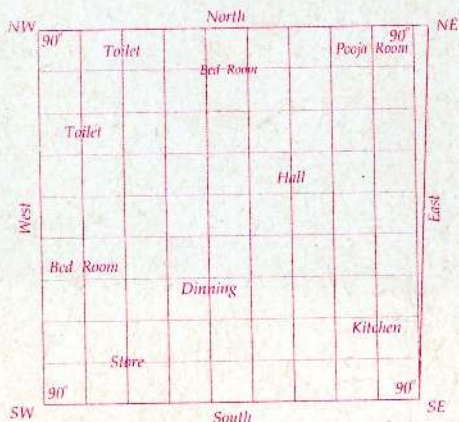 North
NW
NE
90°
Toilet
90°
Pooja Room
Bed-Room
Toilet
Hall
West
East
Bed Room
Dinning
Kitchen
Store
90°
90°
SW
South
SE